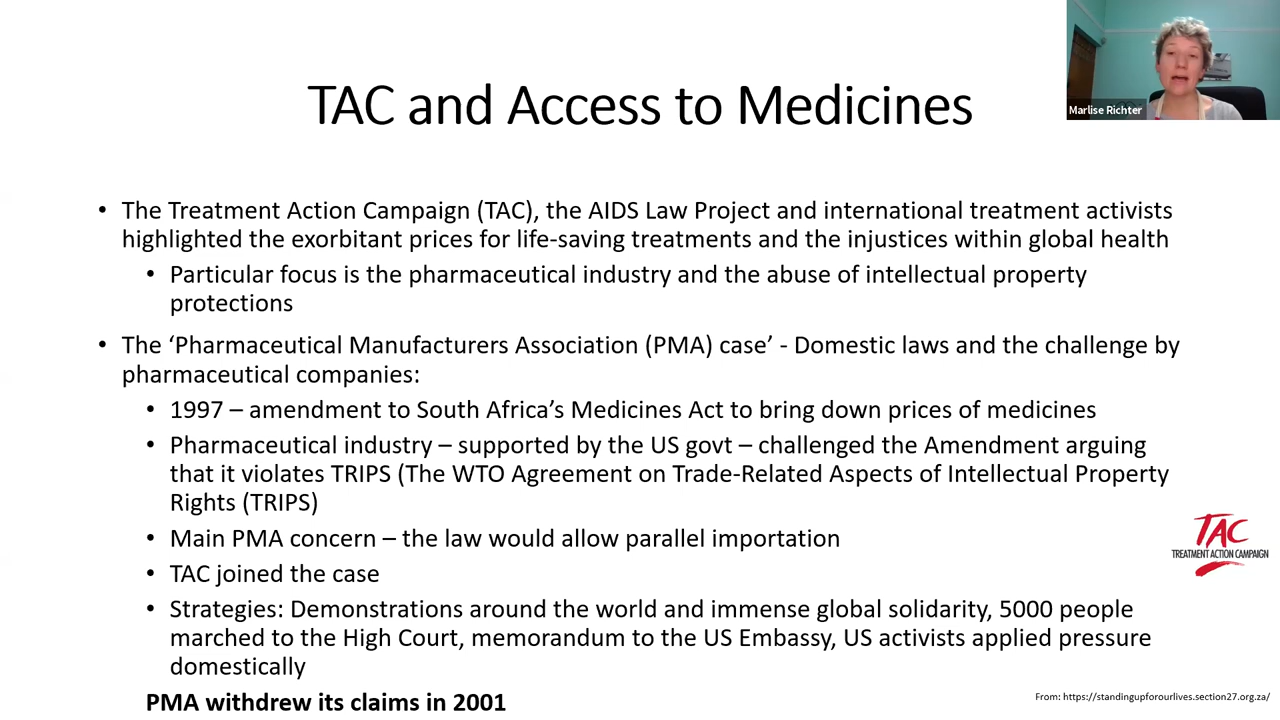 Marlise Richter
TAC and Access to Medicines
• The Treatment Action Campaign (TAC), the AIDS Law Project and international treatment activists
highlighted the exorbitant prices for life-saving treatments and the injustices within global health
• Particular focus is the pharmaceutical industry and the abuse of intellectual property
protections
• The ‘Pharmaceutical Manufacturers Association (PMA) case’ - Domestic laws and the challenge by
pharmaceutical companies:
• 1997 – amendment to South Africa’s Medicines Act to bring down prices of medicines
• Pharmaceutical industry – supported by the US govt – challenged the Amendment arguing
that it violates TRIPS (The WTO Agreement on Trade-Related Aspects of Intellectual Property
Rights (TRIPS)
• Main PMA concern – the law would allow parallel importation
• TAC joined the case
• Strategies: Demonstrations around the world and immense global solidarity, 5000 people
marched to the High Court, memorandum to the US Embassy, US activists applied pressure
domestically
PMA withdrew its claims in 2001
TAC
TREATMENT ACTION CAMPAIGN
From: https://standingupforourlives.section27.org.za/